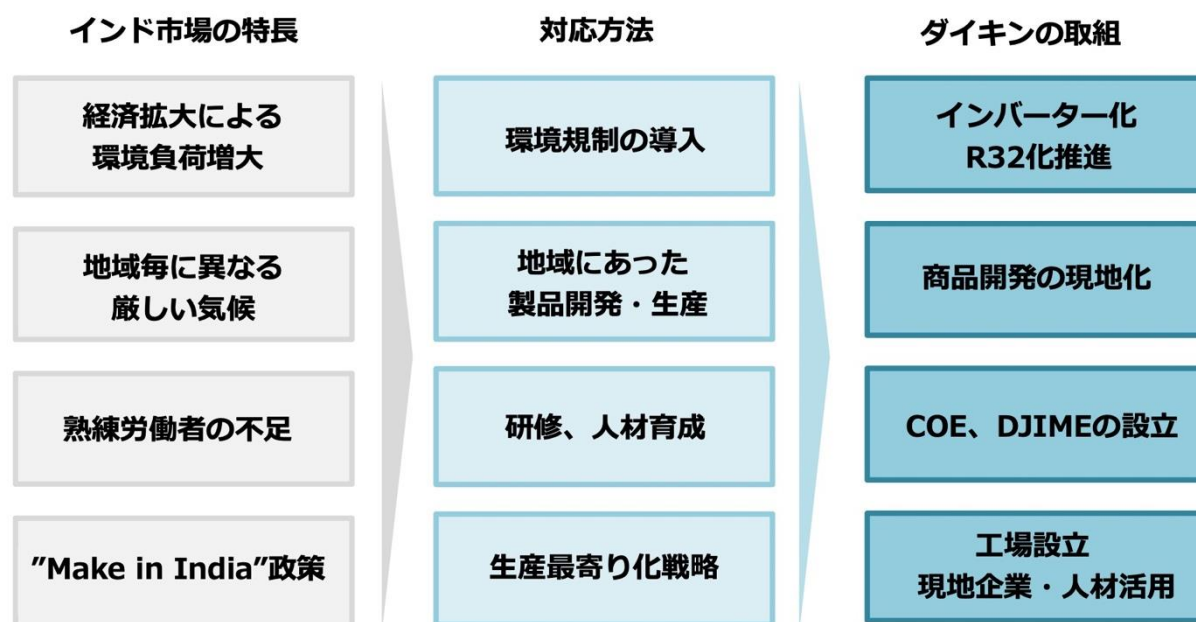 インド市場の特長
対応方法
ダイキンの取組
経済拡大による
環境負荷増大
環境規制の導入
インバーター化
R32化推進
地域毎に異なる
厳しい気候
地域にあった
製品開発・生産
商品開発の現地化
熟練労働者の不足
研修、人材育成
COE、DJIMEの設立
”Make in India”政策
生産最寄り化戦略
工場設立
現地企業・人材活用